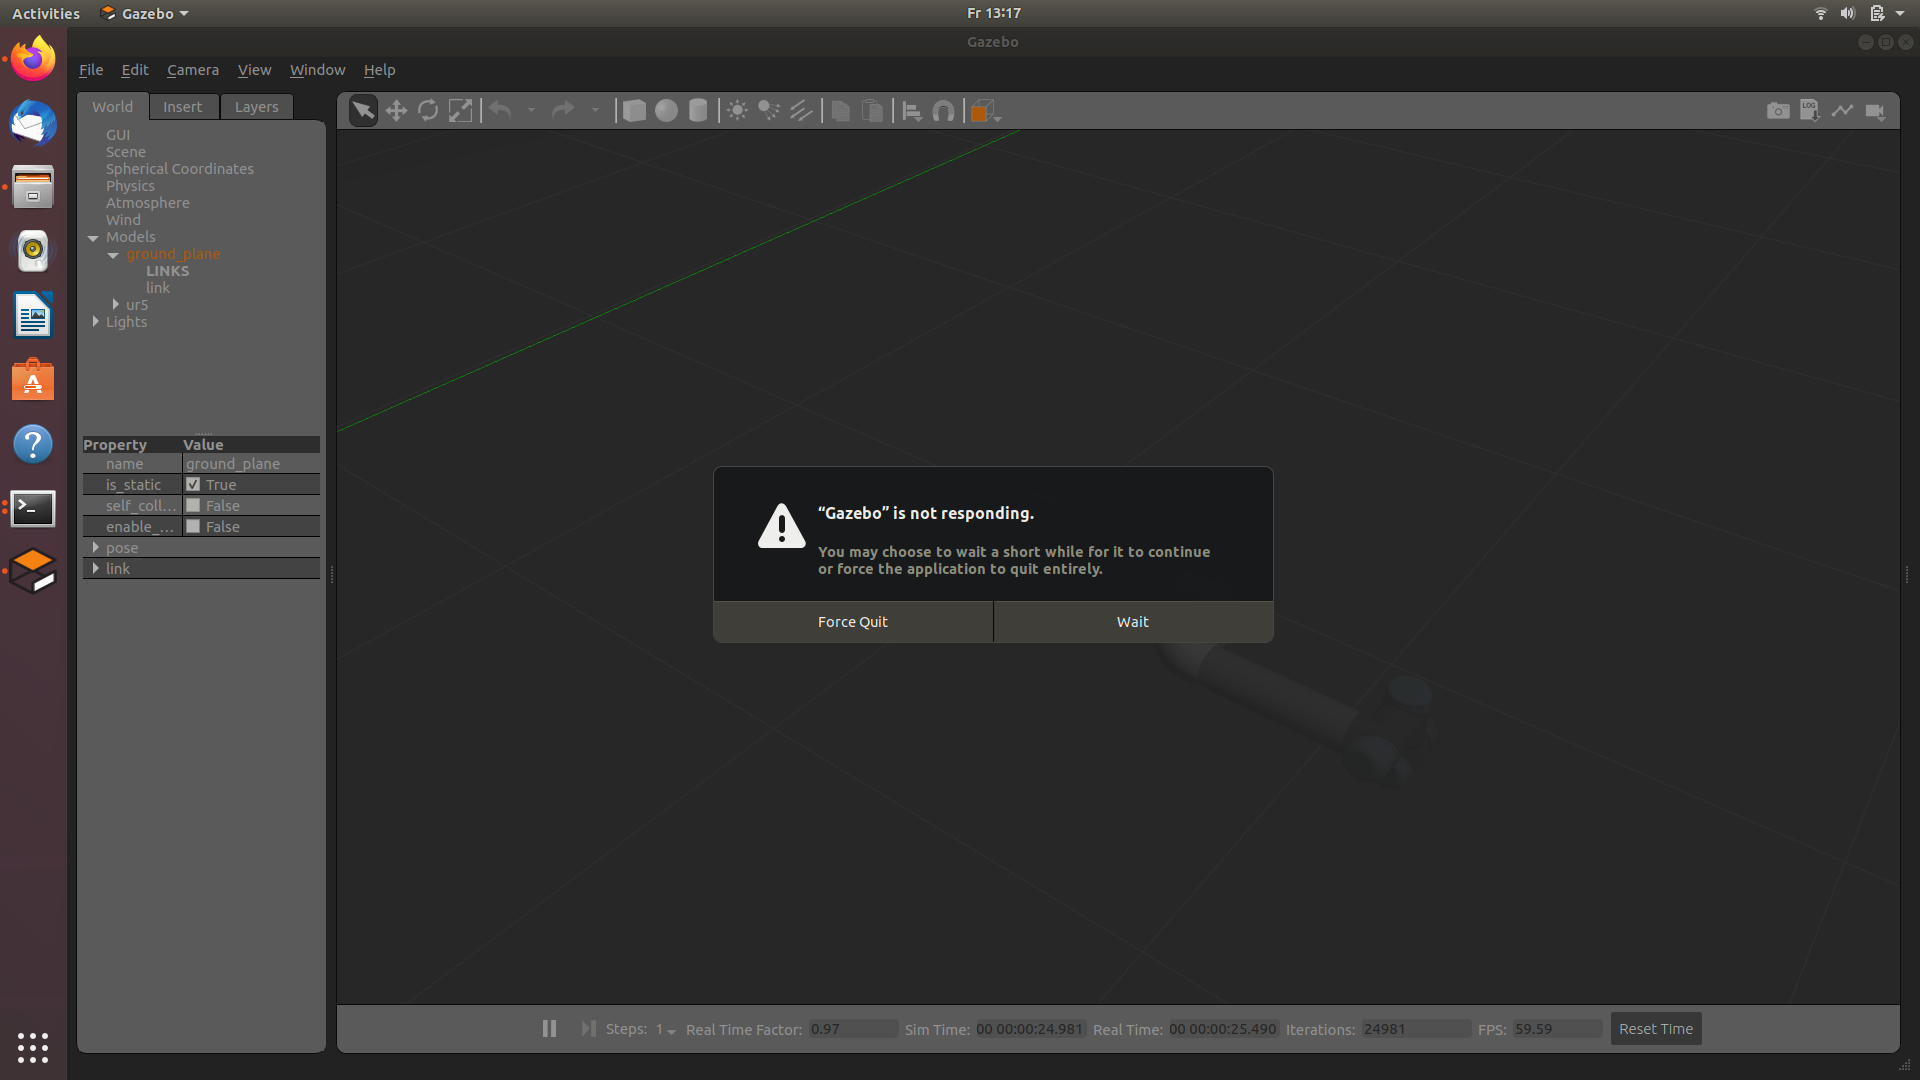 Activities
Gazebo
Fr 13:17
Gazebo
File Edit Camera View Window Help
World Insert Layers
LOG
GUI
Scene
Spherical Coordinates
Physics
Atmosphere
Wind
Models
ground_plane
LINKS
link
ur5
Lights
Property Value
name ground_plane
is_static True
self_coll... False
enable_... False
pose
link
“Gazebo” is not responding.
You may choose to wait a short while for it to continue
or force the application to quit entirely.
Force Quit Wait
Steps: 1 Real Time Factor: 0.97 Sim Time: 00 00:00:24.981 Real Time: 00 00:00:25.490 Iterations: 24981 FPS: 59.59 Reset Time